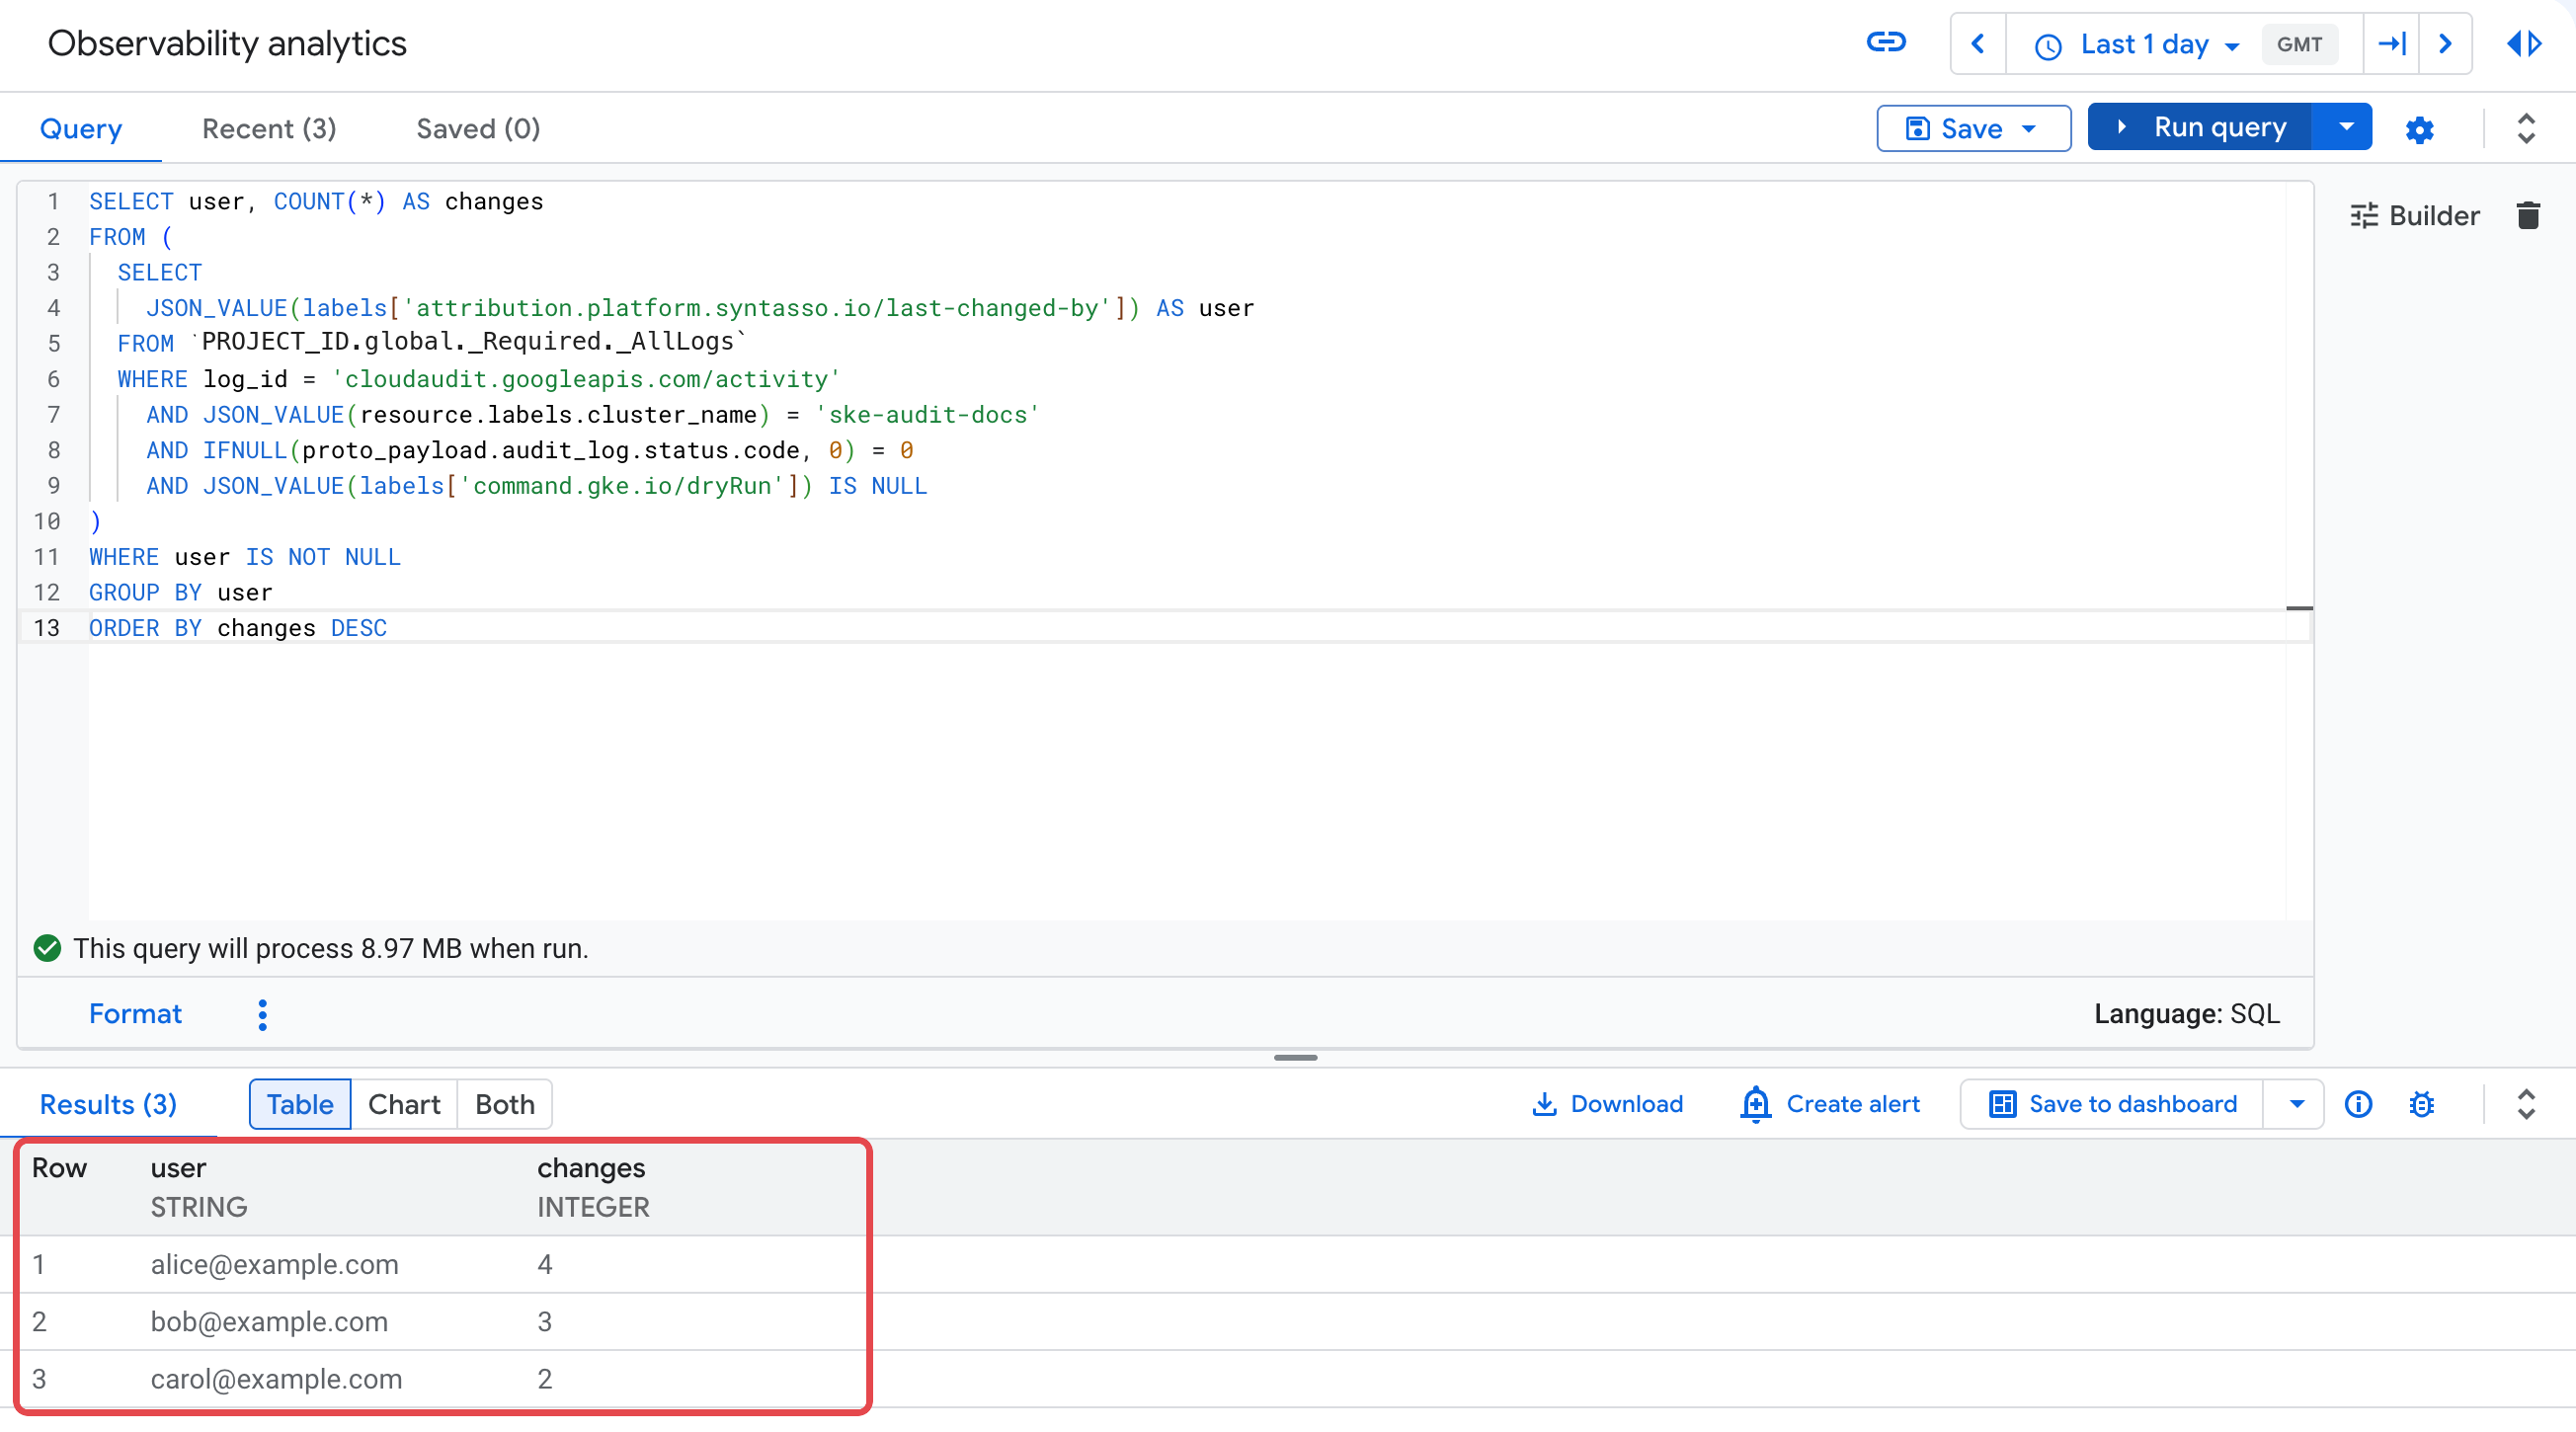 Observability analytics
Last 1 day GMT
Query Recent (3) Saved (0)
Save Run query
Builder
1 SELECT user, COUNT(*) AS changes
2 FROM (
3 SELECT
4 JSON_VALUE(labels['attribution.platform.syntasso.io/last-changed-by']) AS user
5 FROM `PROJECT_ID.global._Required._AllLogs`
6 WHERE log_id = 'cloudaudit.googleapis.com/activity'
7 AND JSON_VALUE(resource.labels.cluster_name) = 'ske-audit-docs'
8 AND IFNULL(proto_payload.audit_log.status.code, 0) = 0
9 AND JSON_VALUE(labels['command.gke.io/dryRun']) IS NULL
10 )
11 WHERE user IS NOT NULL
12 GROUP BY user
13 ORDER BY changes DESC
This query will process 8.97 MB when run.
Format Language: SQL
Results (3) Table Chart Both Download Create alert Save to dashboard
Row user changes
STRING INTEGER
1 alice@example.com 4
2 bob@example.com 3
3 carol@example.com 2